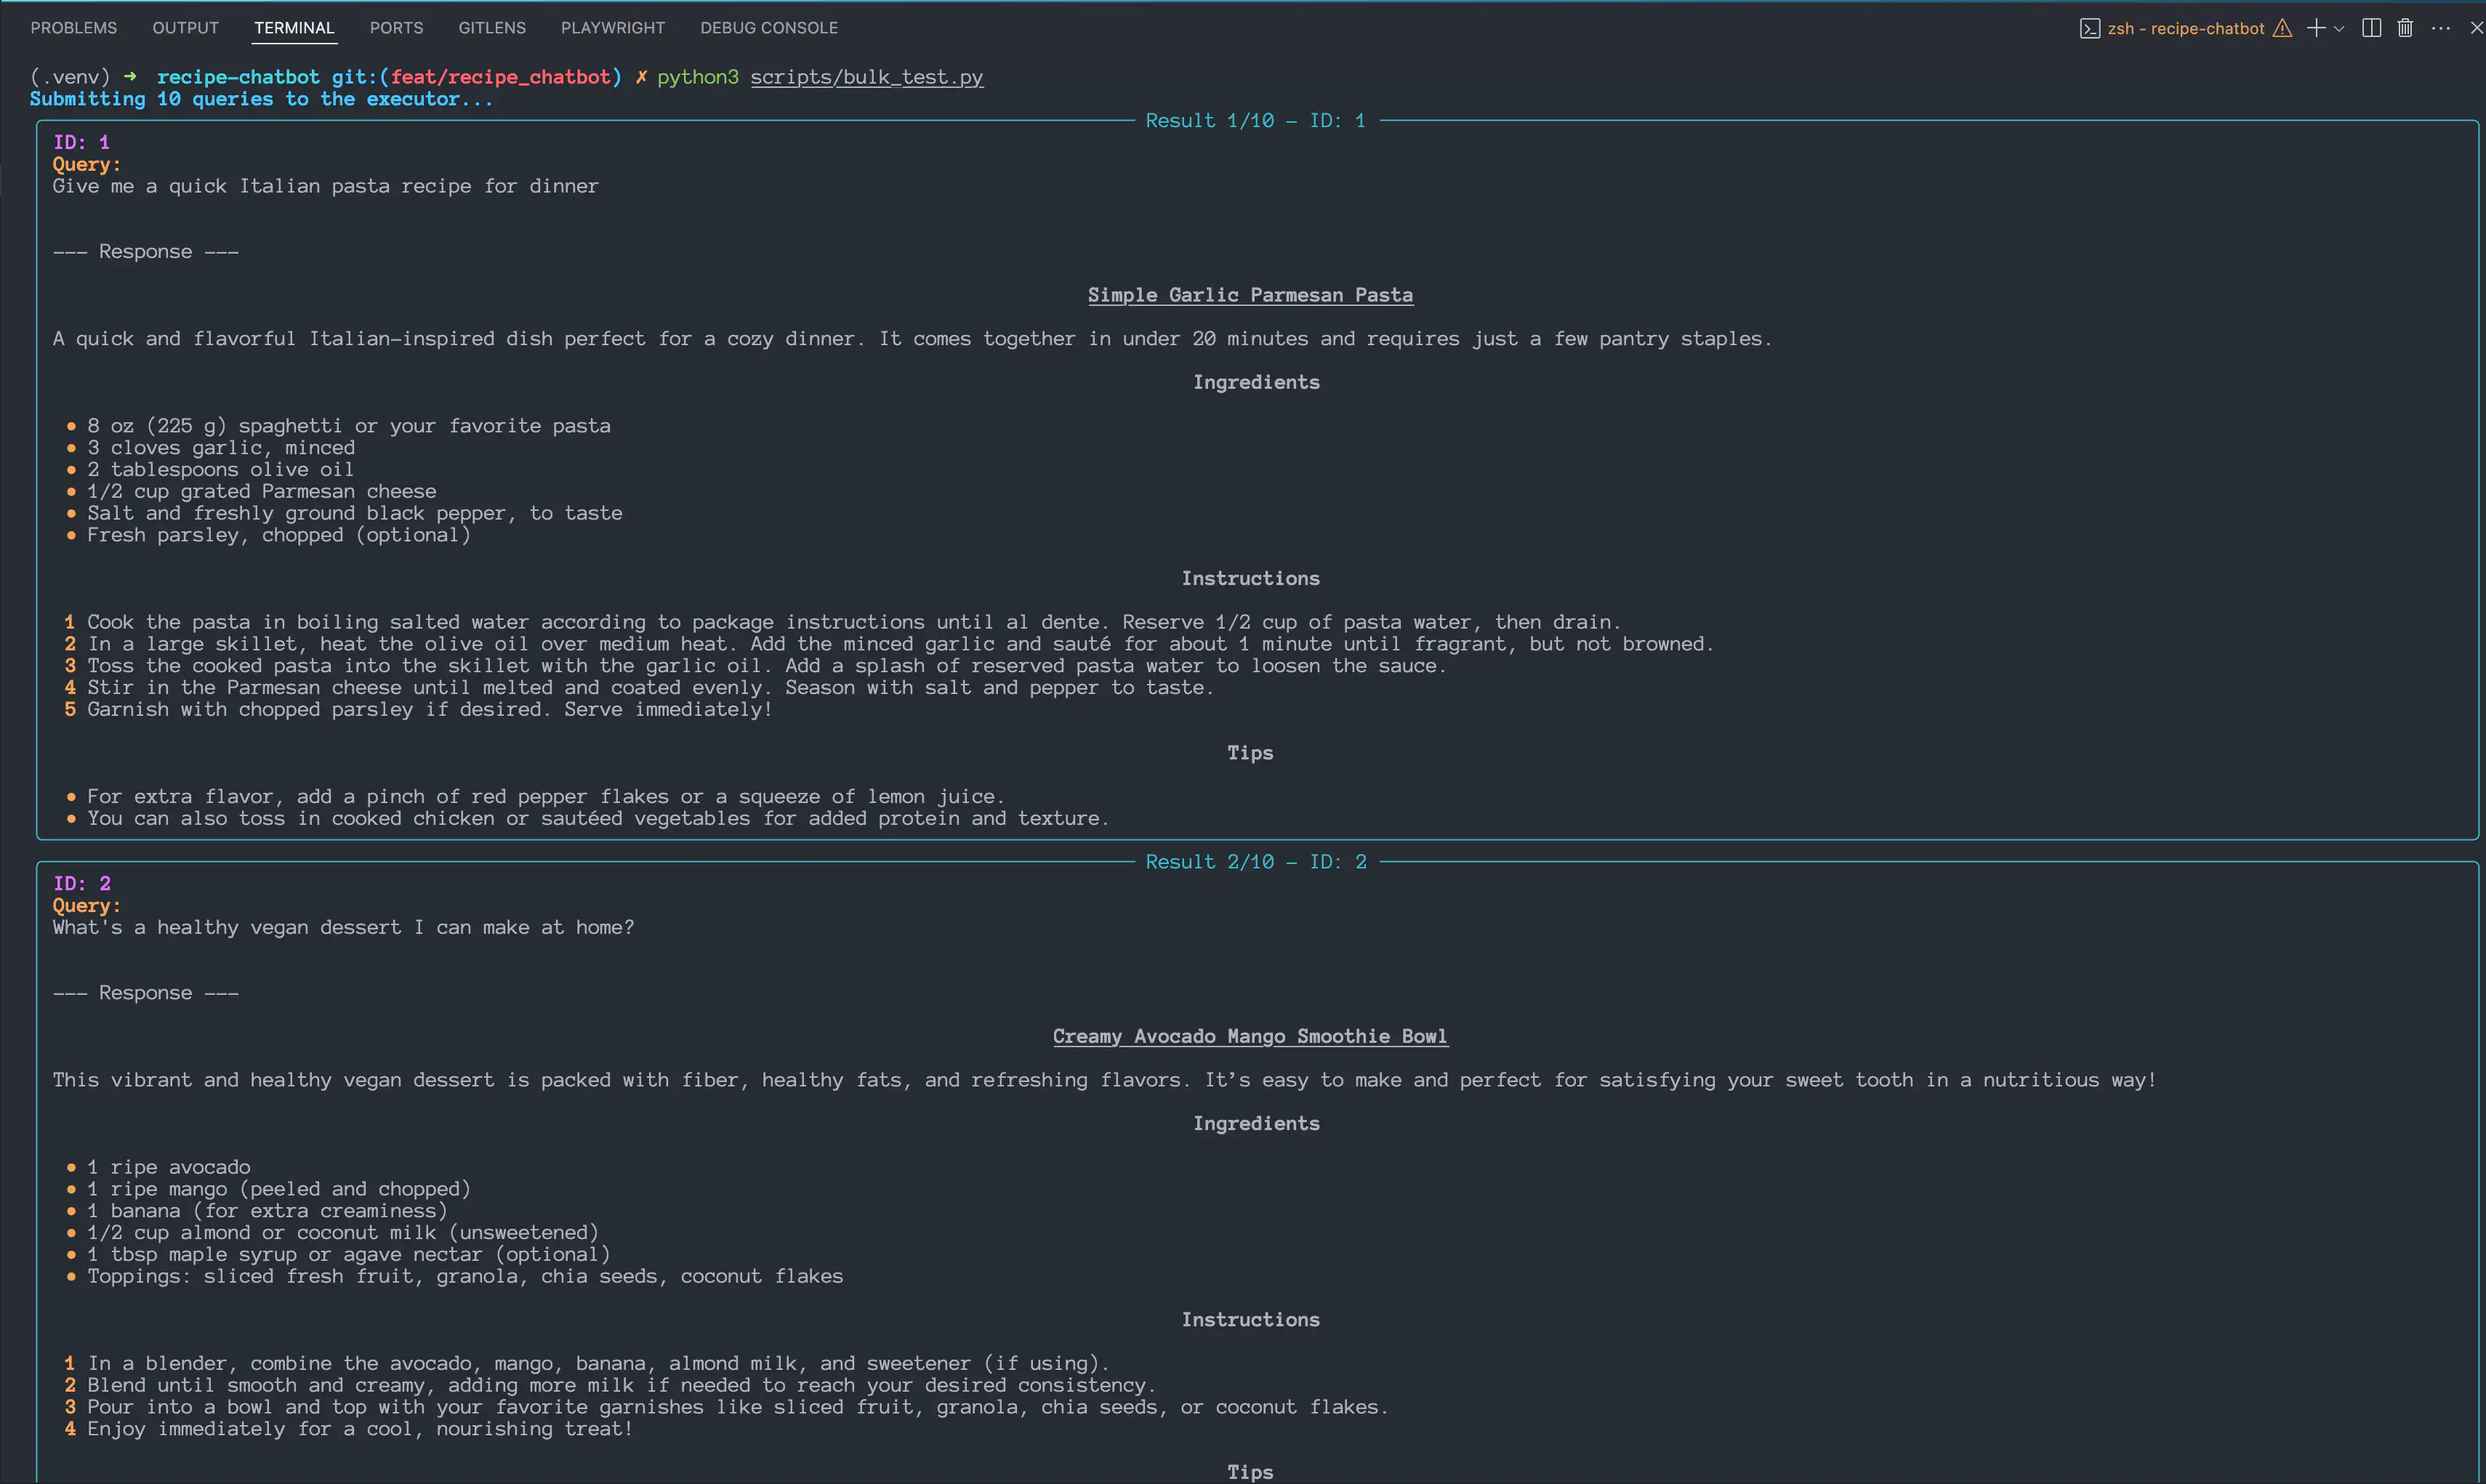 PROBLEMS OUTPUT TERMINAL PORTS GITLENS PLAYWRIGHT DEBUG CONSOLE zsh - recipe-chatbot
(.venv) ➜ recipe-chatbot git:(feat/recipe_chatbot) ✗ python3 scripts/bulk_test.py
Submitting 10 queries to the executor...
Result 1/10 - ID: 1
ID: 1
Query:
Give me a quick Italian pasta recipe for dinner
--- Response ---
Simple Garlic Parmesan Pasta
A quick and flavorful Italian-inspired dish perfect for a cozy dinner. It comes together in under 20 minutes and requires just a few pantry staples.
Ingredients
• 8 oz (225 g) spaghetti or your favorite pasta
• 3 cloves garlic, minced
• 2 tablespoons olive oil
• 1/2 cup grated Parmesan cheese
• Salt and freshly ground black pepper, to taste
• Fresh parsley, chopped (optional)
Instructions
1 Cook the pasta in boiling salted water according to package instructions until al dente. Reserve 1/2 cup of pasta water, then drain.
2 In a large skillet, heat the olive oil over medium heat. Add the minced garlic and sauté for about 1 minute until fragrant, but not browned.
3 Toss the cooked pasta into the skillet with the garlic oil. Add a splash of reserved pasta water to loosen the sauce.
4 Stir in the Parmesan cheese until melted and coated evenly. Season with salt and pepper to taste.
5 Garnish with chopped parsley if desired. Serve immediately!
Tips
• For extra flavor, add a pinch of red pepper flakes or a squeeze of lemon juice.
• You can also toss in cooked chicken or sautéed vegetables for added protein and texture.
Result 2/10 - ID: 2
ID: 2
Query:
What's a healthy vegan dessert I can make at home?
--- Response ---
Creamy Avocado Mango Smoothie Bowl
This vibrant and healthy vegan dessert is packed with fiber, healthy fats, and refreshing flavors. It’s easy to make and perfect for satisfying your sweet tooth in a nutritious way!
Ingredients
• 1 ripe avocado
• 1 ripe mango (peeled and chopped)
• 1 banana (for extra creaminess)
• 1/2 cup almond or coconut milk (unsweetened)
• 1 tbsp maple syrup or agave nectar (optional)
• Toppings: sliced fresh fruit, granola, chia seeds, coconut flakes
Instructions
1 In a blender, combine the avocado, mango, banana, almond milk, and sweetener (if using).
2 Blend until smooth and creamy, adding more milk if needed to reach your desired consistency.
3 Pour into a bowl and top with your favorite garnishes like sliced fruit, granola, chia seeds, or coconut flakes.
4 Enjoy immediately for a cool, nourishing treat!
Tips